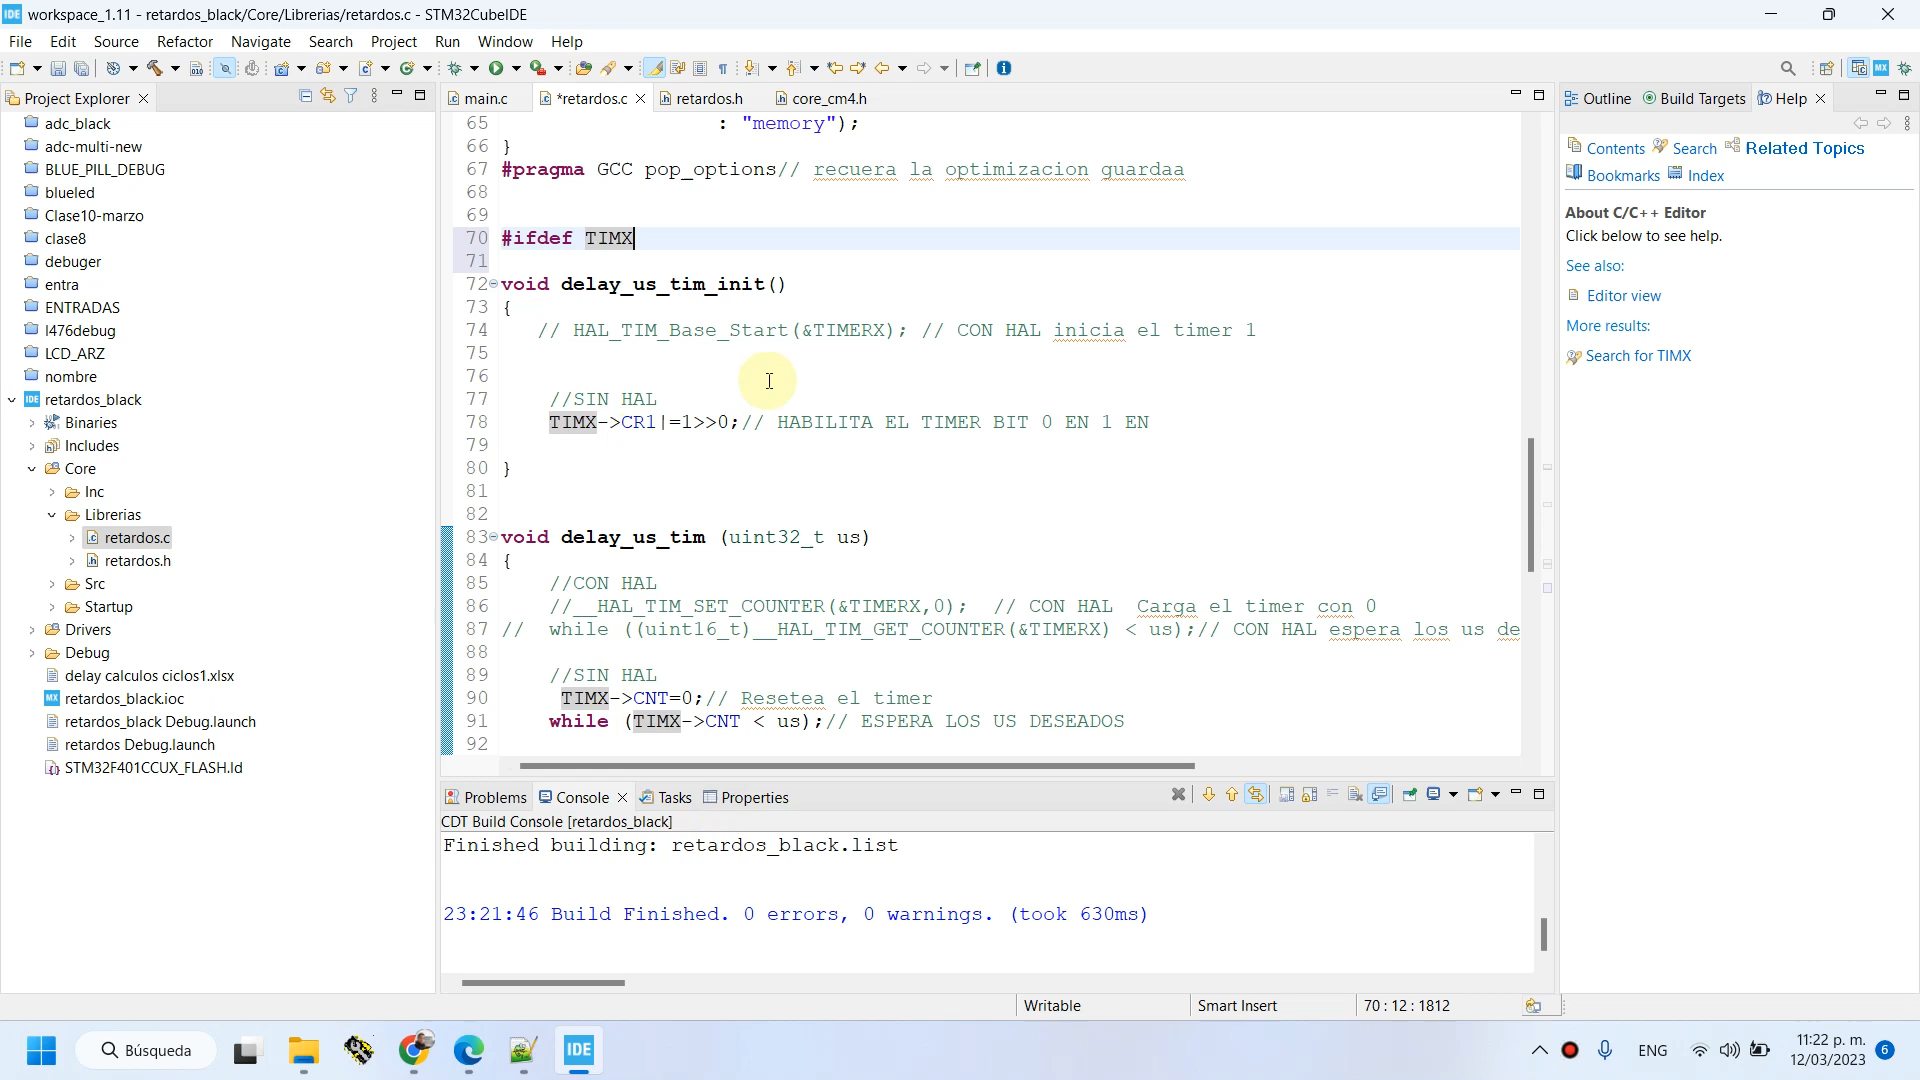 IDE workspace_1.11 - retardos_black/Core/Librerias/retardos.c - STM32CubeIDE
File Edit Source Refactor Navigate Search Project Run Window Help
Project Explorer
adc_black
adc-multi-new
BLUE_PILL_DEBUG
blueled
Clase10-marzo
clase8
debuger
entra
ENTRADAS
l476debug
LCD_ARZ
nombre
IDE retardos_black
Binaries
Includes
Core
Inc
Librerias
retardos.c
retardos.h
Src
Startup
Drivers
Debug
delay calculos ciclos1.xlsx
MX retardos_black.ioc
retardos_black Debug.launch
retardos Debug.launch
STM32F401CCUX_FLASH.ld
main.c *retardos.c retardos.h core_cm4.h
65 : "memory");
66 }
67 #pragma GCC pop_options// recuera la optimizacion guardaa
68
69
70 #ifdef TIMX
71
72 void delay_us_tim_init()
73 {
74 // HAL_TIM_Base_Start(&TIMERX); // CON HAL inicia el timer 1
75
76
77 //SIN HAL
78 TIMX->CR1|=1>>0;// HABILITA EL TIMER BIT 0 EN 1 EN
79
80 }
81
82
83 void delay_us_tim (uint32_t us)
84 {
85 //CON HAL
86 //__HAL_TIM_SET_COUNTER(&TIMERX,0); // CON HAL Carga el timer con 0
87 // while ((uint16_t)__HAL_TIM_GET_COUNTER(&TIMERX) < us);// CON HAL espera los us de
88
89 //SIN HAL
90 TIMX->CNT=0;// Resetea el timer
91 while (TIMX->CNT < us);// ESPERA LOS US DESEADOS
92
Problems Console Tasks Properties
CDT Build Console [retardos_black]
Finished building: retardos_black.list
23:21:46 Build Finished. 0 errors, 0 warnings. (took 630ms)
Outline Build Targets Help
Contents Search Related Topics
Bookmarks Index
About C/C++ Editor
Click below to see help.
See also:
Editor view
More results:
Search for TIMX
Writable Smart Insert 70 : 12 : 1812
Búsqueda
IDE
ENG
11:22 p. m.
12/03/2023
6